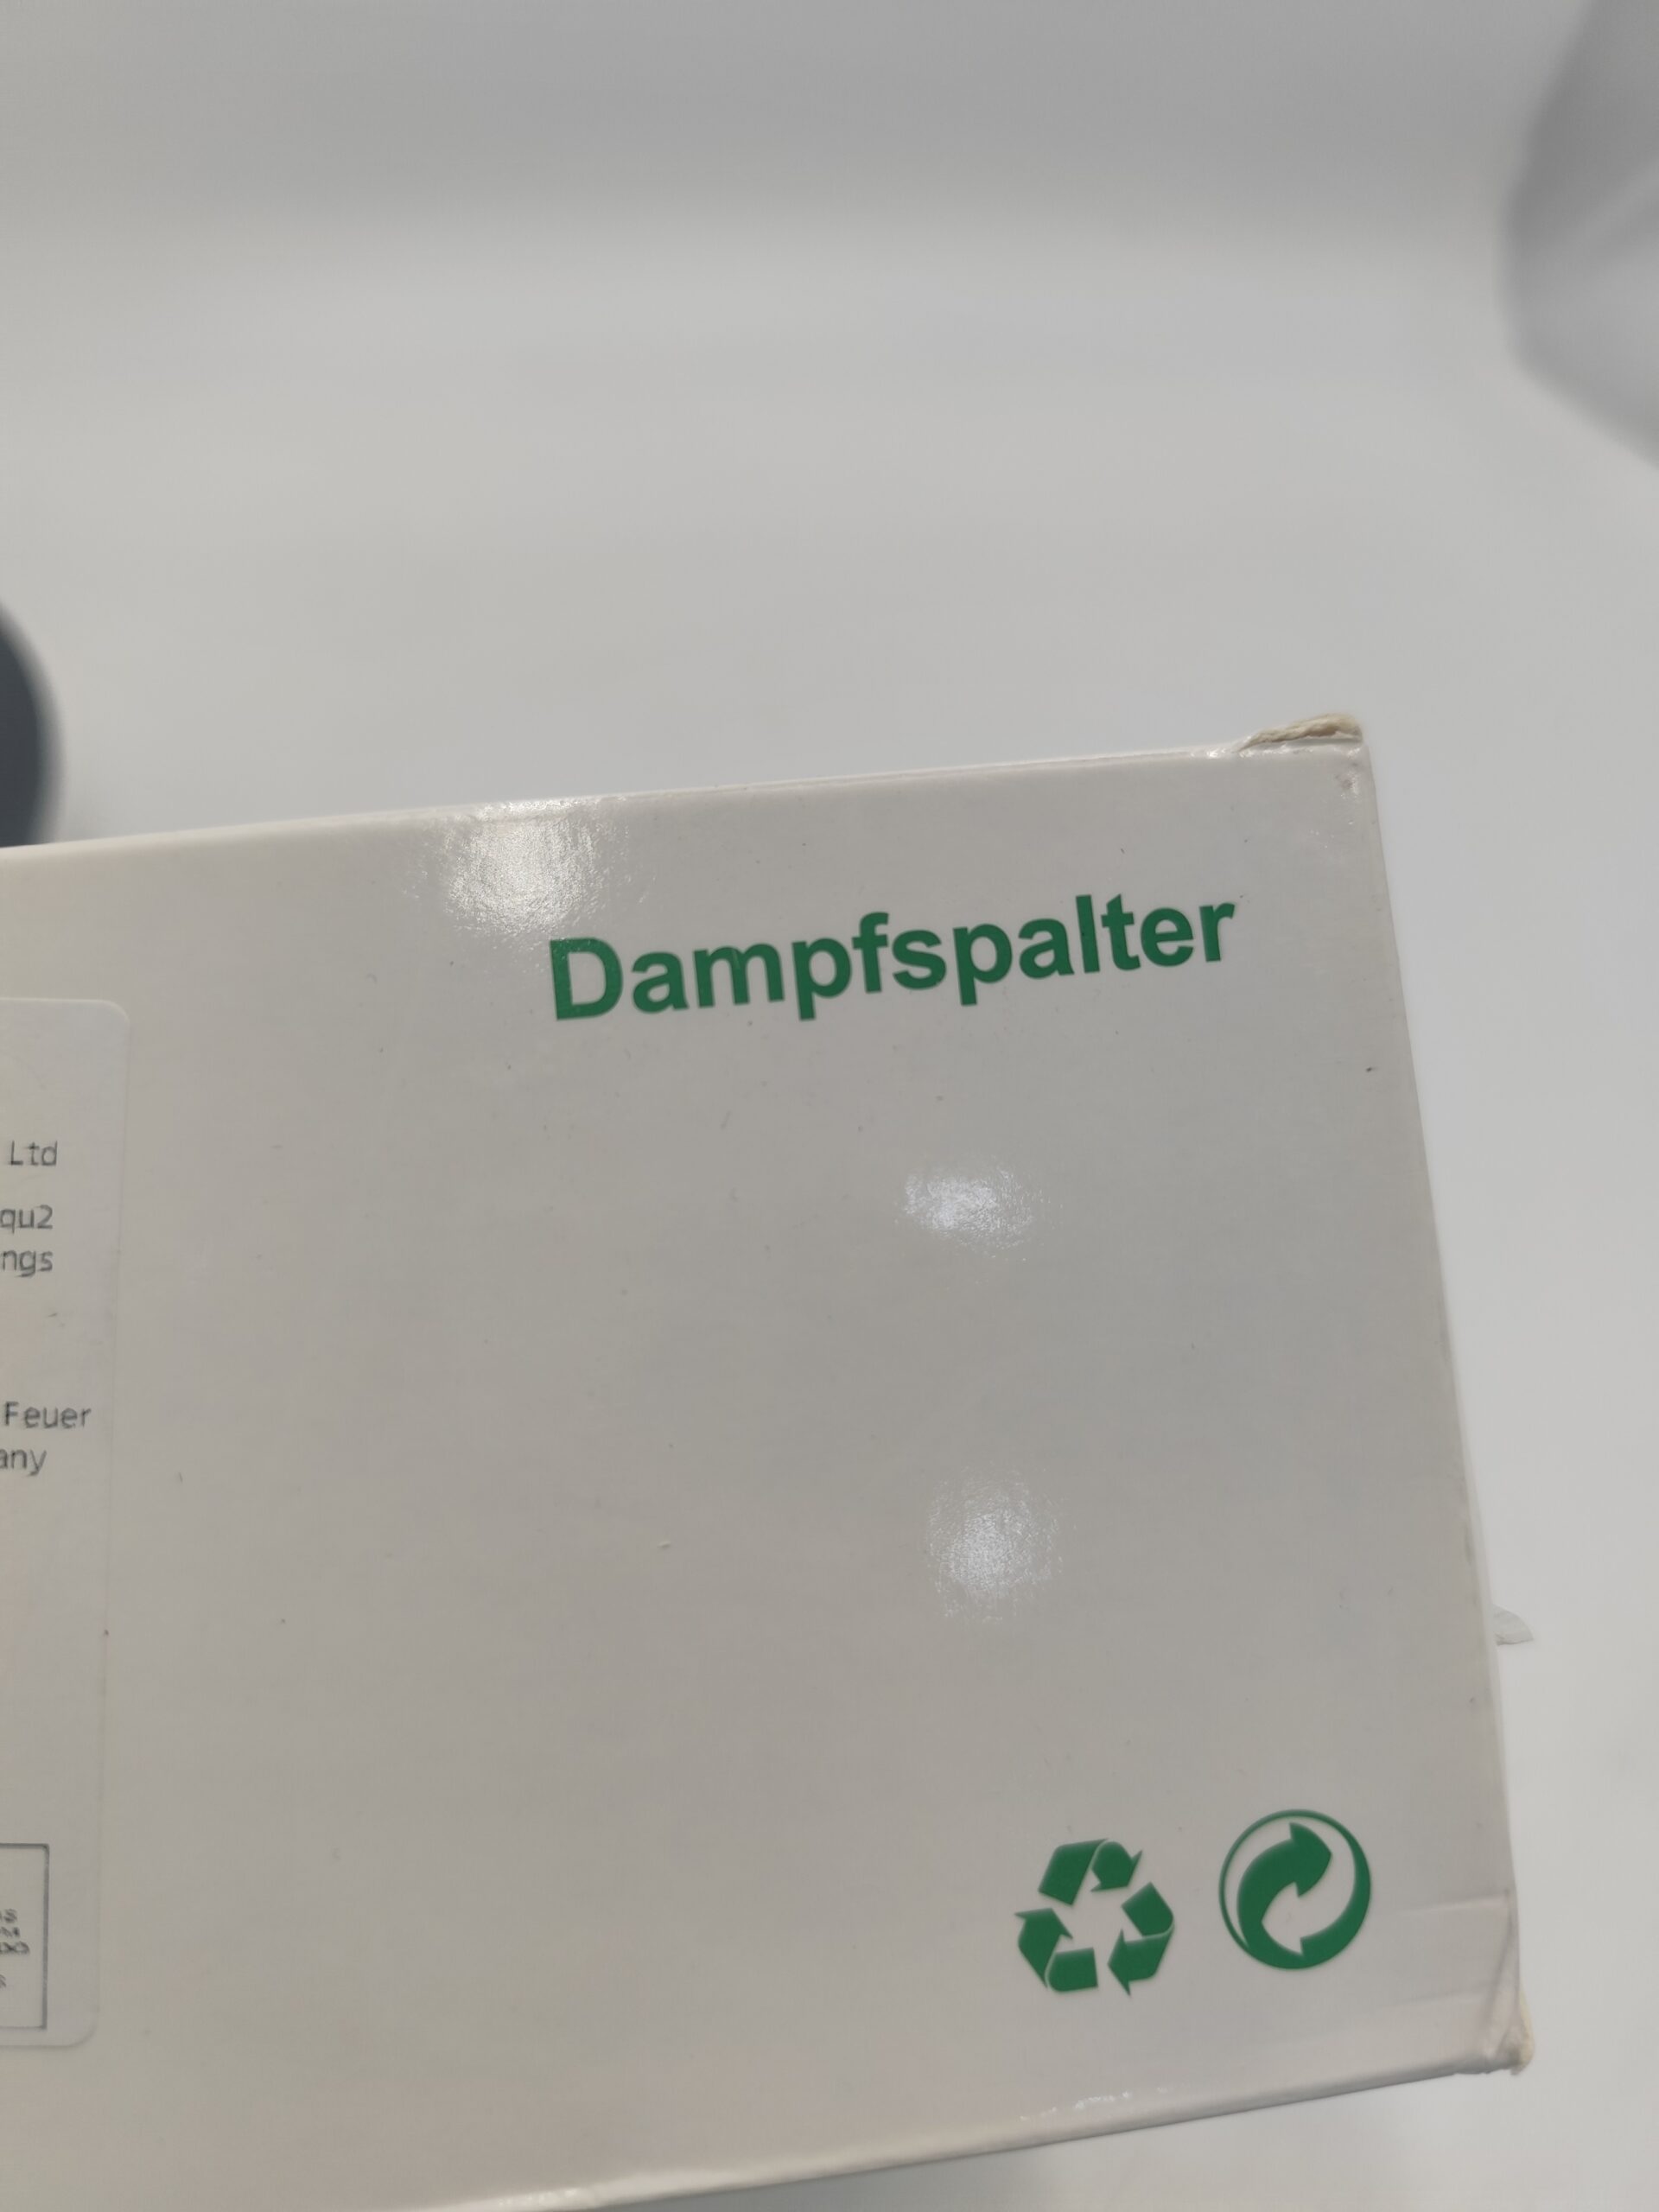 Dampfspalter
Ltd
qu2
ngs
Feuer
any